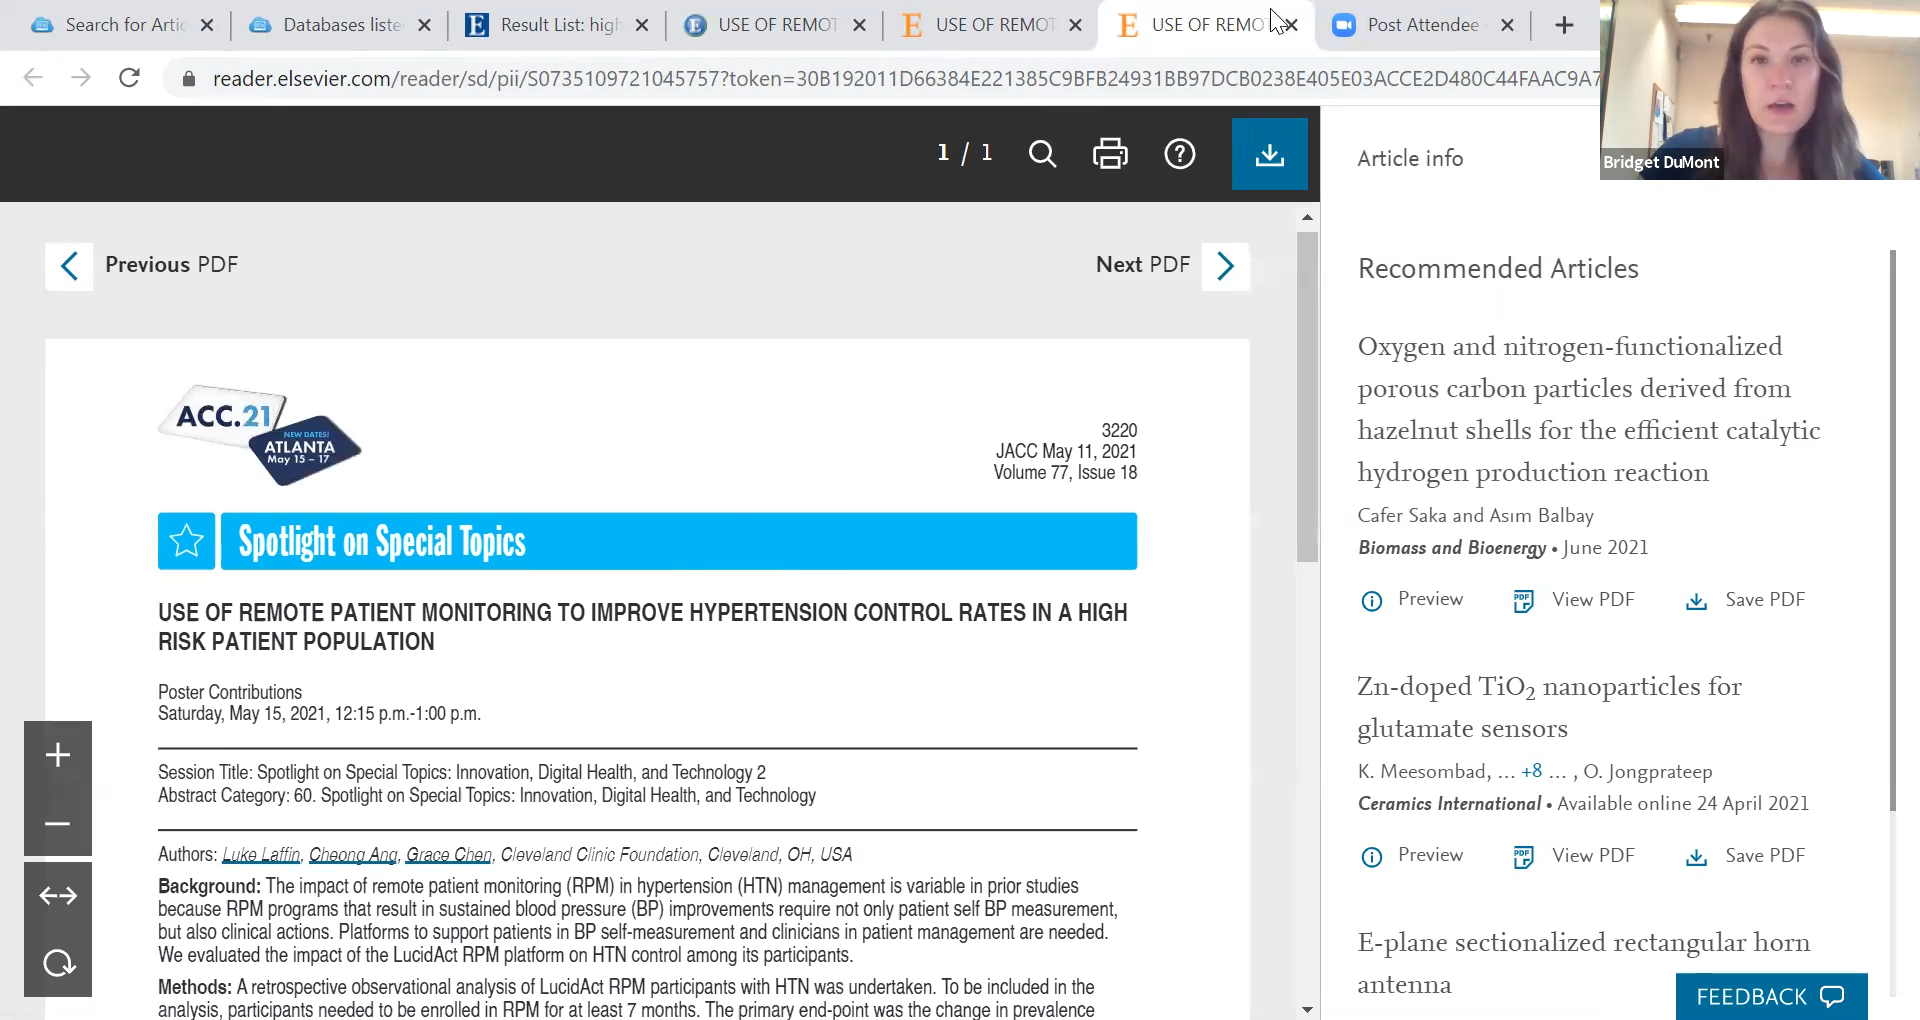 Search for Artic
Databases liste
Result List: high
USE OF REMOT
USE OF REMOT
USE OF REMO
Post Attendee -
reader.elsevier.com/reader/sd/pii/S0735109721045757?token=30B192011D66384E221385C9BFB24931BB97DCB0238E405E03ACCE2D480C44FAAC9A7
Bridget DuMont
1 / 1
Article info
Previous PDF
Next PDF
ACC.21
NEW DATES!
ATLANTA
May 15 – 17
3220
JACC May 11, 2021
Volume 77, Issue 18
Spotlight on Special Topics
USE OF REMOTE PATIENT MONITORING TO IMPROVE HYPERTENSION CONTROL RATES IN A HIGH
RISK PATIENT POPULATION
Poster Contributions
Saturday, May 15, 2021, 12:15 p.m.-1:00 p.m.
Session Title: Spotlight on Special Topics: Innovation, Digital Health, and Technology 2
Abstract Category: 60. Spotlight on Special Topics: Innovation, Digital Health, and Technology
Authors: Luke Laffin, Cheong Ang, Grace Chen, Cleveland Clinic Foundation, Cleveland, OH, USA
Background: The impact of remote patient monitoring (RPM) in hypertension (HTN) management is variable in prior studies
because RPM programs that result in sustained blood pressure (BP) improvements require not only patient self BP measurement,
but also clinical actions. Platforms to support patients in BP self-measurement and clinicians in patient management are needed.
We evaluated the impact of the LucidAct RPM platform on HTN control among its participants.
Methods: A retrospective observational analysis of LucidAct RPM participants with HTN was undertaken. To be included in the
analysis, participants needed to be enrolled in RPM for at least 7 months. The primary end-point was the change in prevalence
Recommended Articles
Oxygen and nitrogen-functionalized
porous carbon particles derived from
hazelnut shells for the efficient catalytic
hydrogen production reaction
Cafer Saka and Asım Balbay
Biomass and Bioenergy • June 2021
Preview
View PDF
Save PDF
Zn-doped TiO₂ nanoparticles for
glutamate sensors
K. Meesombad, ... +8 ... , O. Jongprateep
Ceramics International • Available online 24 April 2021
Preview
View PDF
Save PDF
E-plane sectionalized rectangular horn
antenna
FEEDBACK